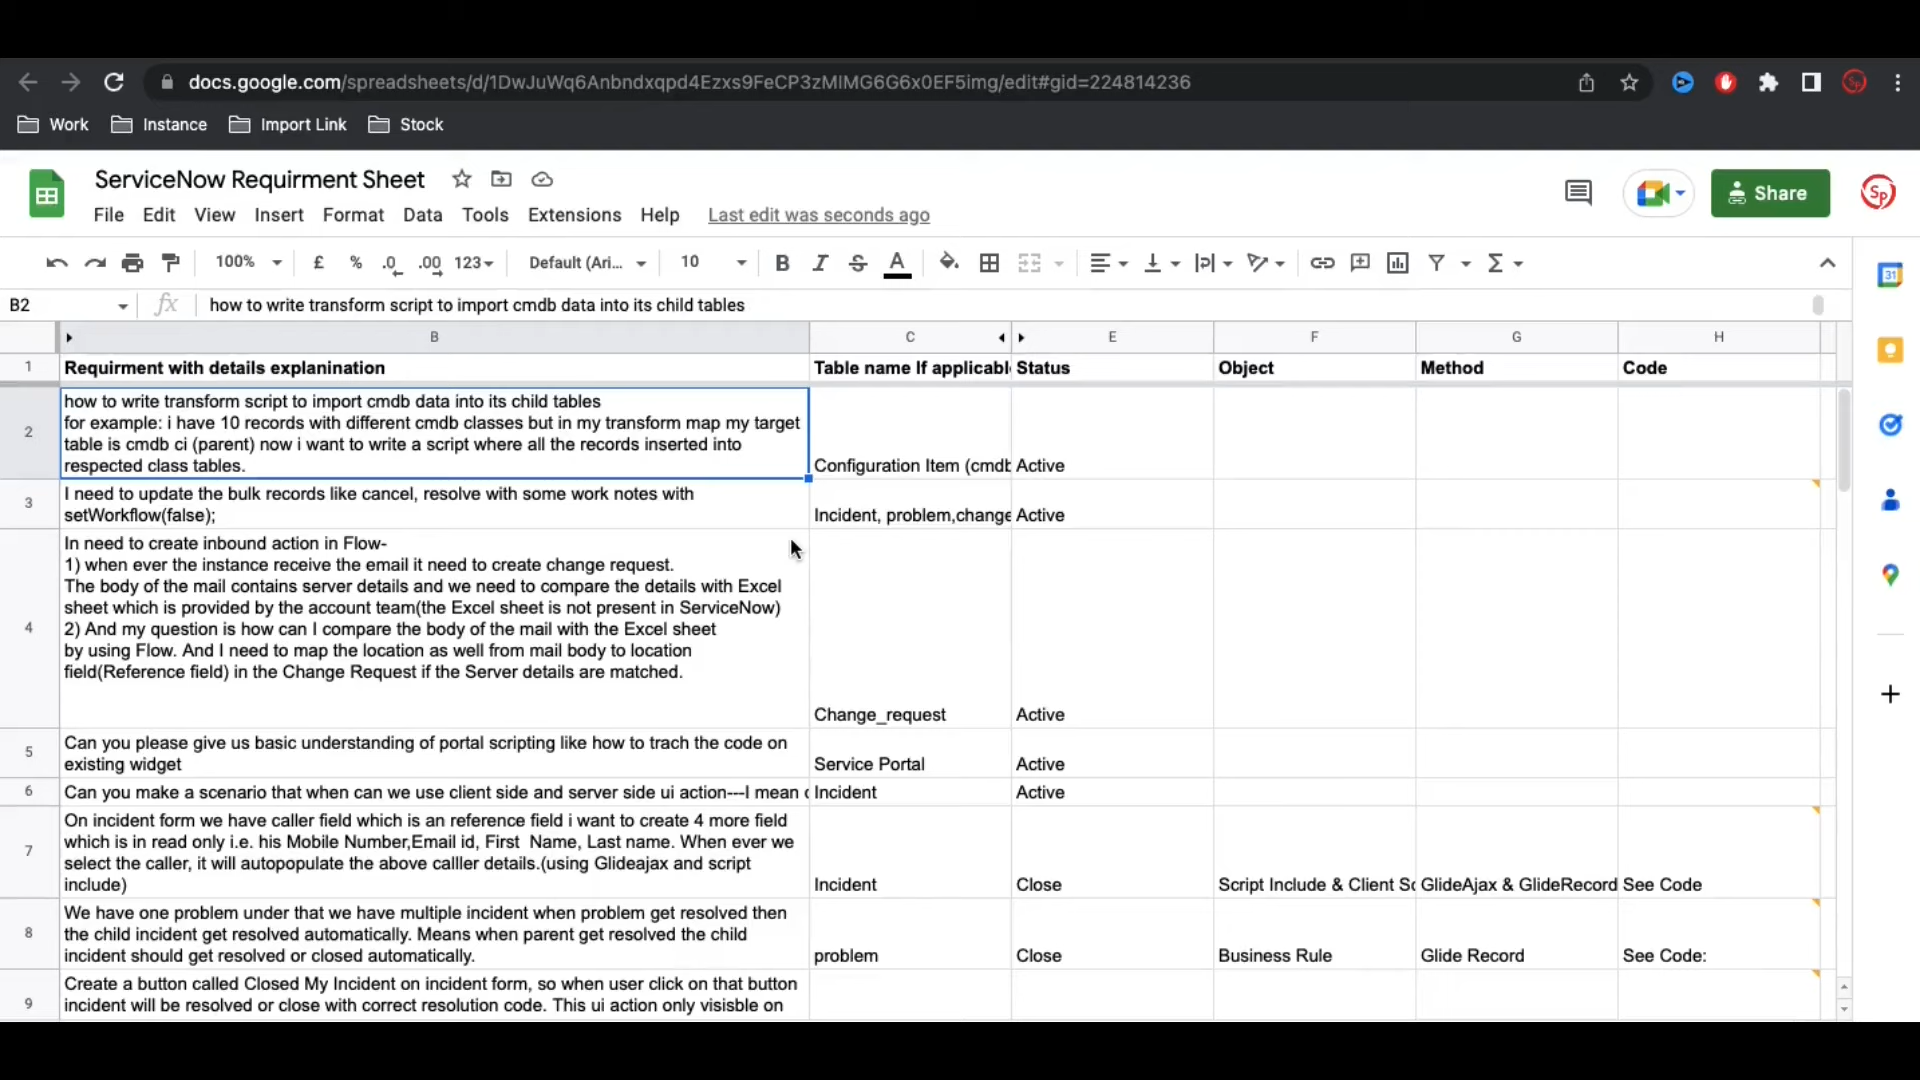 docs.google.com/spreadsheets/d/1DwJuWq6Anbndxqpd4Ezxs9FeCP3zMIMG6G6x0EF5img/edit#gid=224814236
Work Instance Import Link Stock
ServiceNow Requirment Sheet
File Edit View Insert Format Data Tools Extensions Help Last edit was seconds ago
Share
Sp
100% £ % .0 .00 123 Default (Ari... 10 B I S A
31
B2 fx how to write transform script to import cmdb data into its child tables
B C E F G H
1 Requirment with details explanination Table name If applicabl Status Object Method Code
how to write transform script to import cmdb data into its child tables
for example: i have 10 records with different cmdb classes but in my transform map my target
2 table is cmdb ci (parent) now i want to write a script where all the records inserted into
respected class tables. Configuration Item (cmdb Active
I need to update the bulk records like cancel, resolve with some work notes with
3 setWorkflow(false); Incident, problem,change Active
In need to create inbound action in Flow-
1) when ever the instance receive the email it need to create change request.
The body of the mail contains server details and we need to compare the details with Excel
sheet which is provided by the account team(the Excel sheet is not present in ServiceNow)
4 2) And my question is how can I compare the body of the mail with the Excel sheet
by using Flow. And I need to map the location as well from mail body to location
field(Reference field) in the Change Request if the Server details are matched.
Change_request Active
Can you please give us basic understanding of portal scripting like how to trach the code on
5 existing widget Service Portal Active
6 Can you make a scenario that when can we use client side and server side ui action---I mean Incident Active
On incident form we have caller field which is an reference field i want to create 4 more field
which is in read only i.e. his Mobile Number,Email id, First Name, Last name. When ever we
7 select the caller, it will autopopulate the above calller details.(using Glideajax and script
include) Incident Close Script Include & Client Sc GlideAjax & GlideRecord See Code
We have one problem under that we have multiple incident when problem get resolved then
8 the child incident get resolved automatically. Means when parent get resolved the child
incident should get resolved or closed automatically. problem Close Business Rule Glide Record See Code:
Create a button called Closed My Incident on incident form, so when user click on that button
9 incident will be resolved or close with correct resolution code. This ui action only visisble on